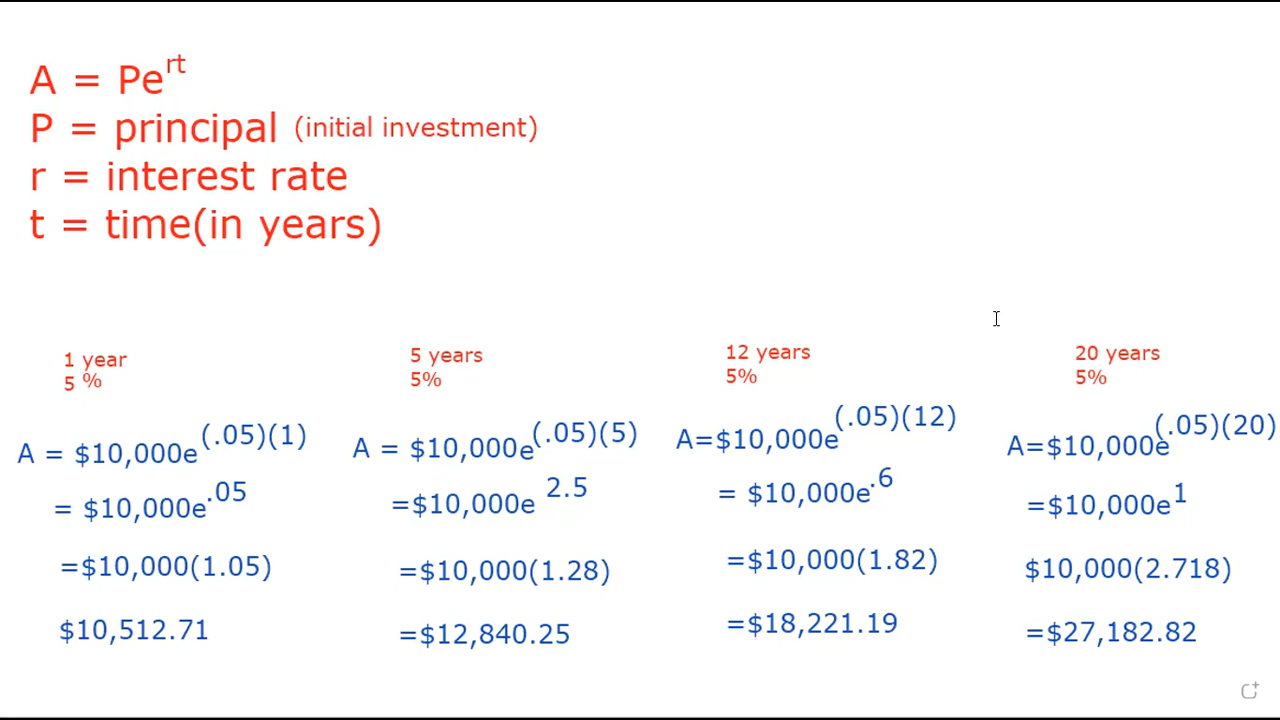 A = Pe^rt
P = principal (initial investment)
r = interest rate
t = time(in years)
1 year
5 %
A = $10,000e^(.05)(1)
= $10,000e^.05
=$10,000(1.05)
$10,512.71
5 years
5%
A = $10,000e^(.05)(5)
=$10,000e^2.5
=$10,000(1.28)
=$12,840.25
12 years
5%
A=$10,000e^(.05)(12)
= $10,000e^.6
=$10,000(1.82)
=$18,221.19
20 years
5%
A=$10,000e^(.05)(20)
=$10,000e^1
$10,000(2.718)
=$27,182.82